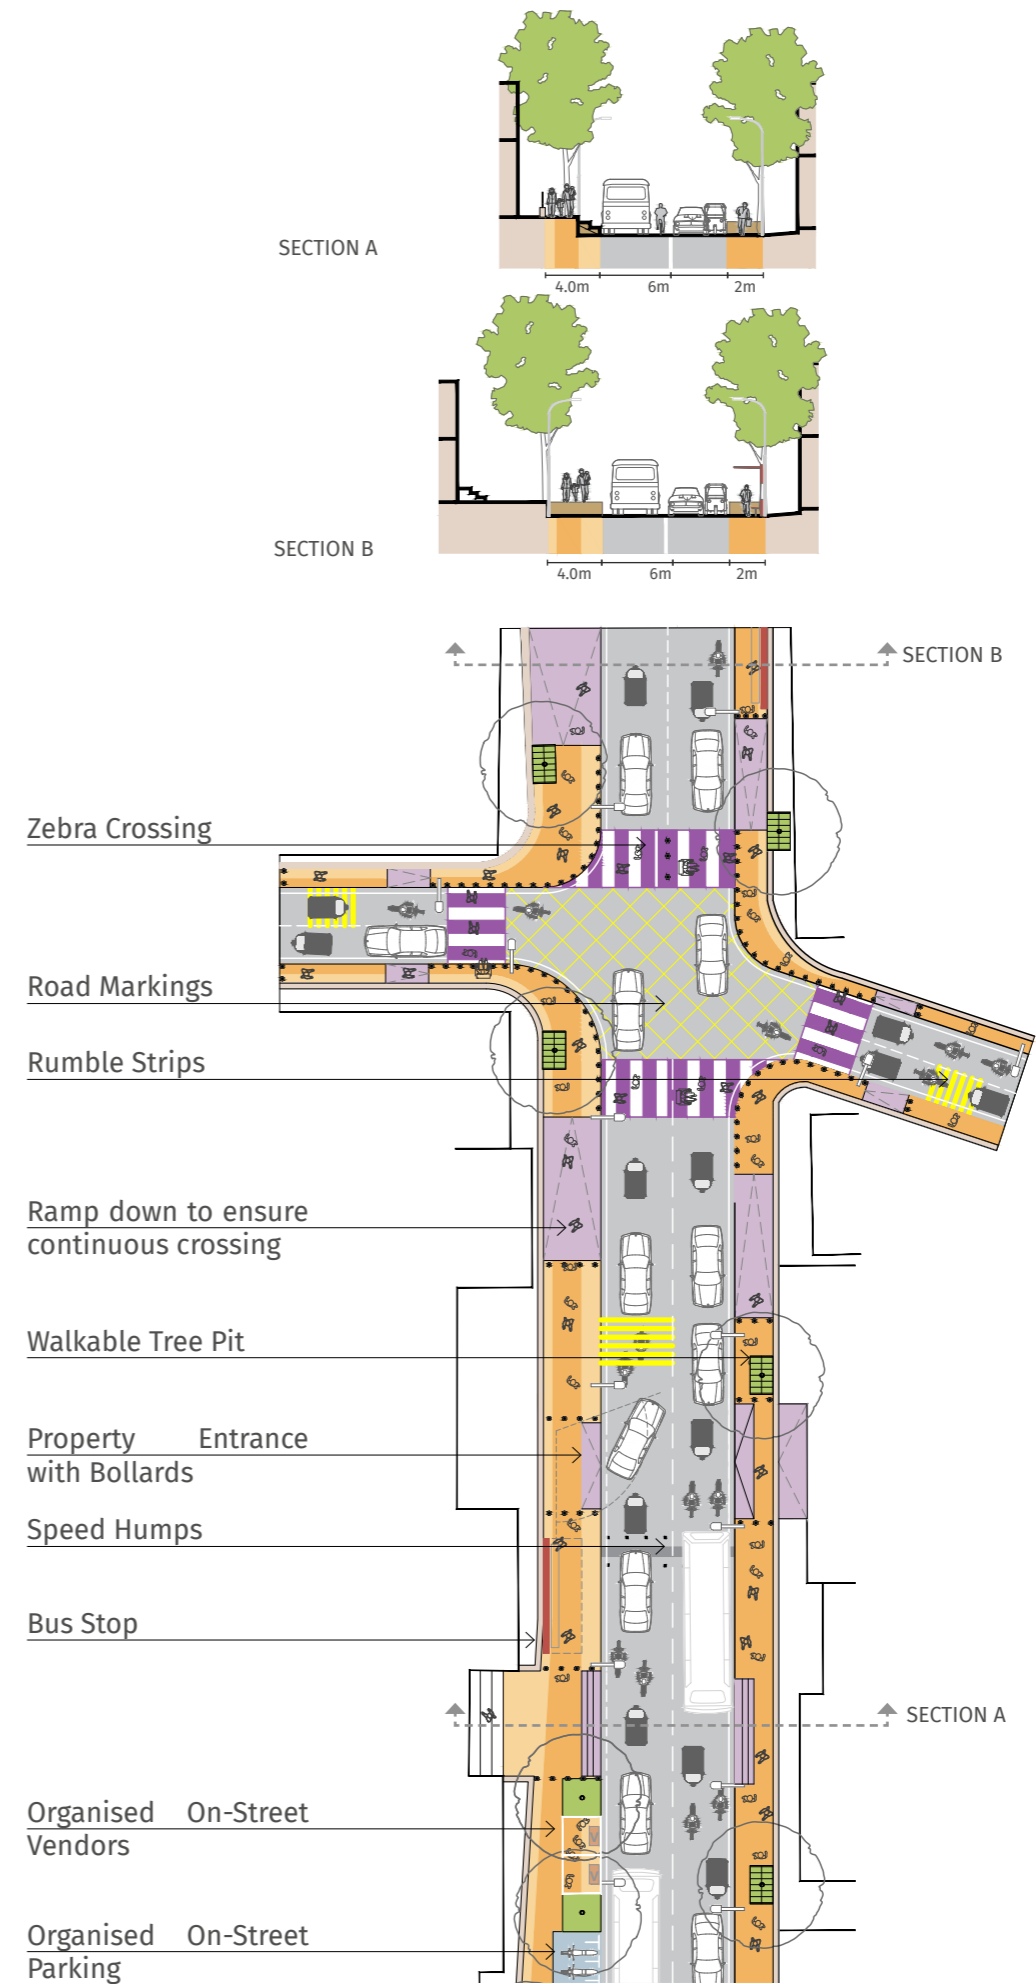 SECTION A
4.0m 6m 2m
SECTION B
4.0m 6m 2m
SECTION B
Zebra Crossing
Road Markings
Rumble Strips
Ramp down to ensure
continuous crossing
Walkable Tree Pit
Property Entrance
with Bollards
Speed Humps
Bus Stop
SECTION A
Organised On-Street
Vendors
V
V
Organised On-Street
Parking